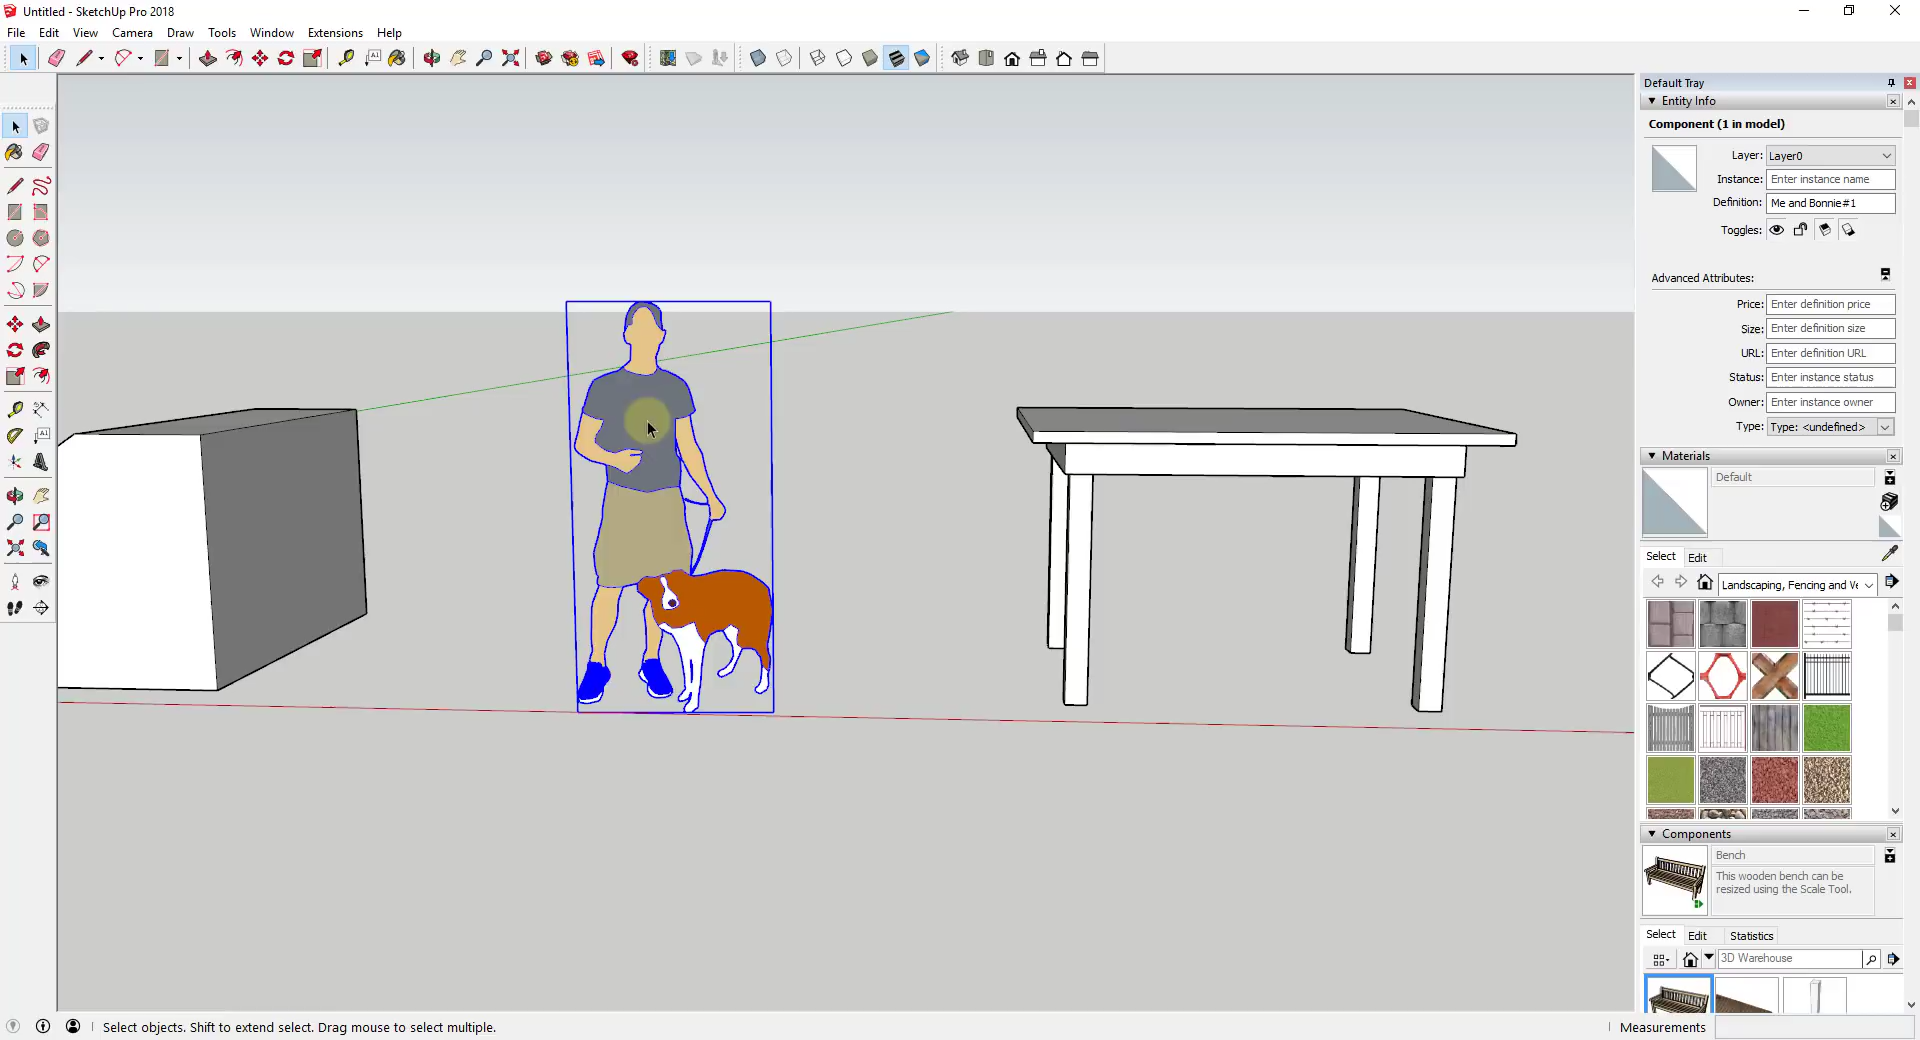 Untitled - SketchUp Pro 2018
File Edit View Camera Draw Tools Window Extensions Help
Default Tray
Entity Info
Component (1 in model)
Layer: Layer0
Instance: Enter instance name
Definition: Me and Bonnie#1
Toggles:
Advanced Attributes:
Price: Enter definition price
Size: Enter definition size
URL: Enter definition URL
Status: Enter instance status
Owner: Enter instance owner
Type: Type: <undefined>
Materials
Default
Select Edit
Landscaping, Fencing and Ve
Components
Bench
This wooden bench can be
resized using the Scale Tool.
Select Edit Statistics
3D Warehouse
Select objects. Shift to extend select. Drag mouse to select multiple.
Measurements